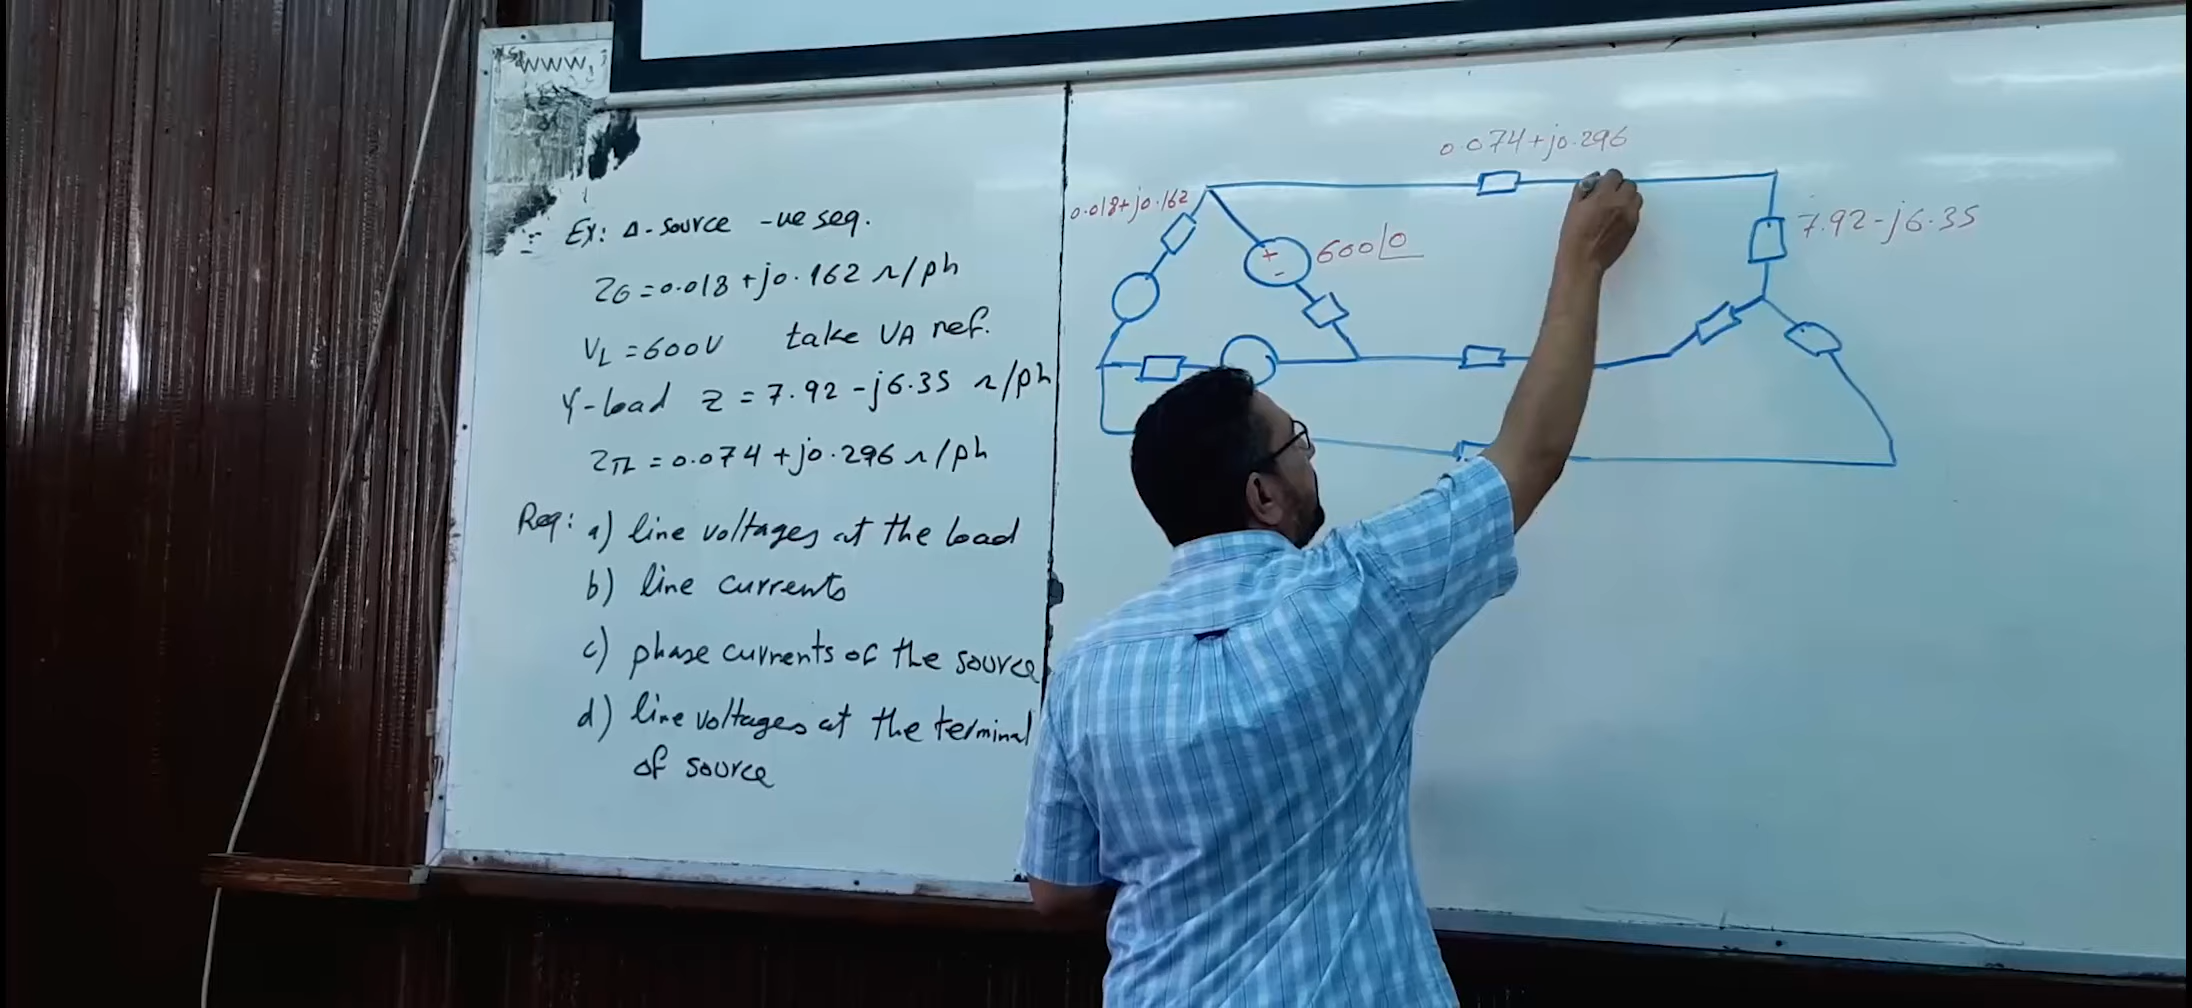 www.
Ex: Δ-source -ve seq.
ZG = 0.018 + j0.162 Ω/ph
VL = 600V take VA ref.
Y-load Z = 7.92 - j6.35 Ω/ph
ZTL = 0.074 + j0.296 Ω/ph
Req: a) line voltages at the load
b) line currents
c) phase currents of the source
d) line voltages at the terminal
of source
0.074+j0.296
0.018+j0.162
+
-
600∠0
7.92-j6.35